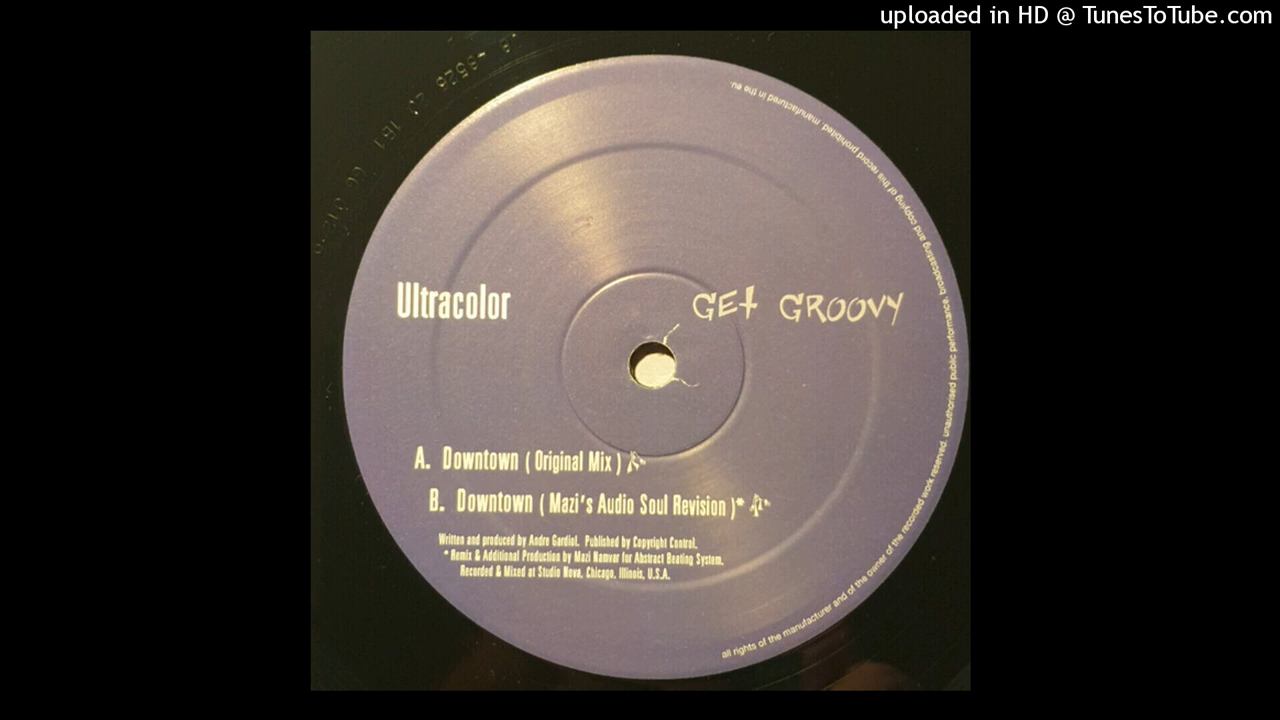 uploaded in HD @ TunesToTube.com
Ultracolor
GET GROOVY
A. Downtown ( Original Mix )
B. Downtown ( Mazi's Audio Soul Revision )*
Written and produced by Andre Gardiol. Published by Copyright Control.
* Remix & Additional Production by Mazi Namvar for Abstract Beating System.
Recorded & Mixed at Studio Nova, Chicago, Illinois, U.S.A.
all rights of the manufacturer and of the owner of the recorded work reserved. unauthorised public performance, broadcasting and copying of this record prohibited. manufactured in the eu.